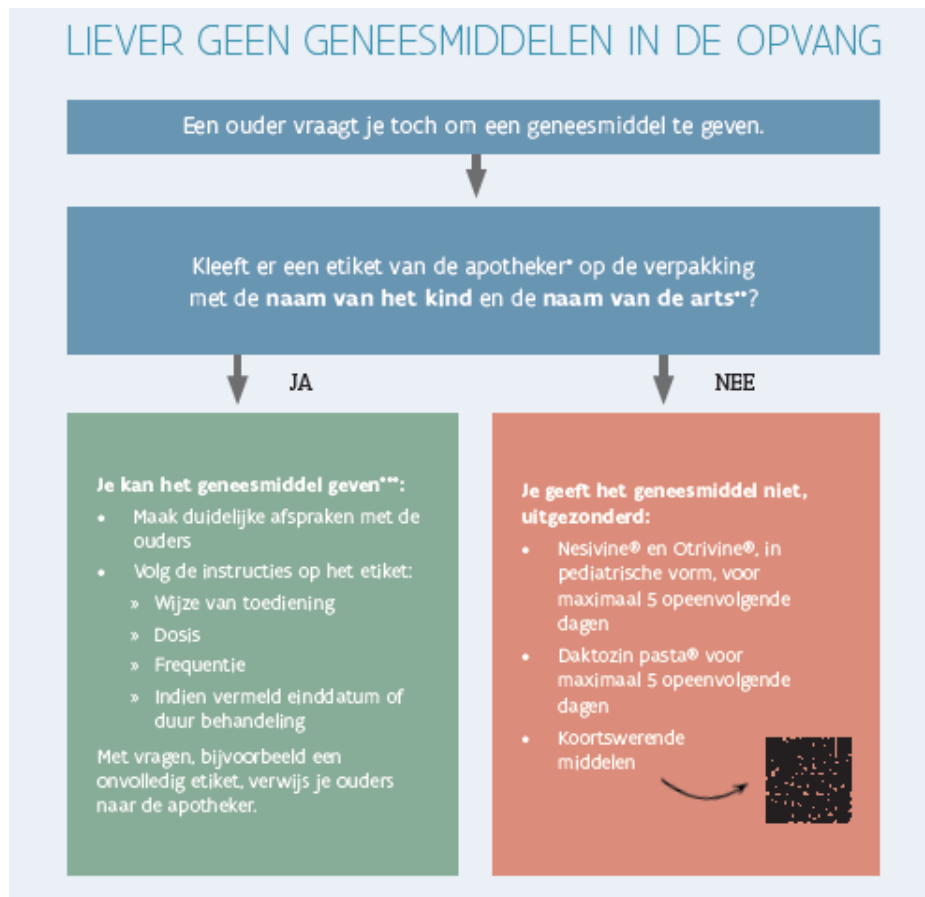 LIEVER GEEN GENEESMIDDELEN IN DE OPVANG
Een ouder vraagt je toch om een geneesmiddel te geven.
Kleeft er een etiket van de apotheker* op de verpakking
met de naam van het kind en de naam van de arts**?
JA
NEE
Je kan het geneesmiddel geven***:
• Maak duidelijke afspraken met de
ouders
• Volg de instructies op het etiket:
» Wijze van toediening
» Dosis
» Frequentie
» Indien vermeld einddatum of
duur behandeling
Met vragen, bijvoorbeeld een
onvolledig etiket, verwijs je ouders
naar de apotheker.
Je geeft het geneesmiddel niet,
uitgezonderd:
• Nesivine® en Otrivine®, in
pediatrische vorm, voor
maximaal 5 opeenvolgende
dagen
• Daktozin pasta® voor
maximaal 5 opeenvolgende
dagen
• Koortswerende
middelen